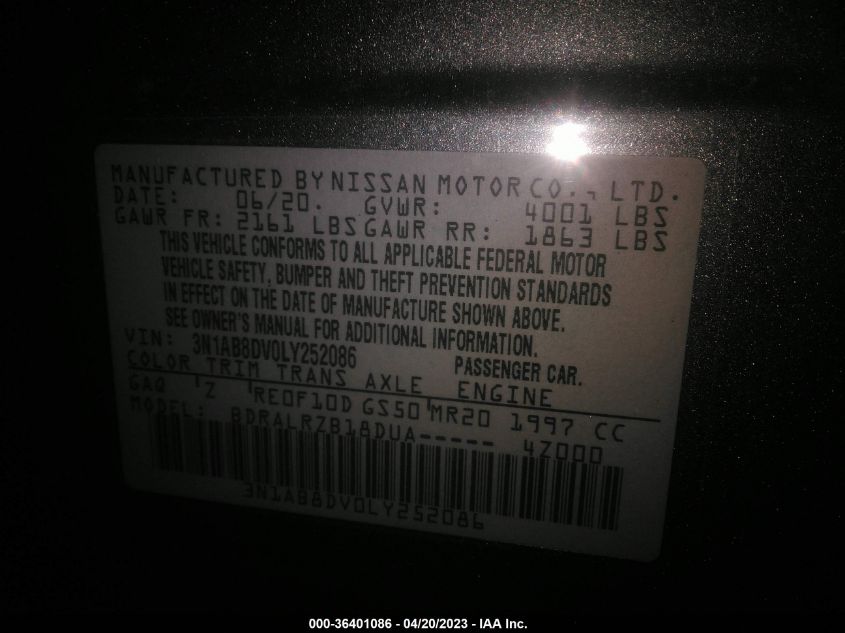 MANUFACTURED BY NISSAN MOTOR CO., LTD.
DATE: 06/20. GVWR: 4001 LBS
GAWR FR: 2161 LBS GAWR RR: 1863 LBS
THIS VEHICLE CONFORMS TO ALL APPLICABLE FEDERAL MOTOR
VEHICLE SAFETY, BUMPER AND THEFT PREVENTION STANDARDS
IN EFFECT ON THE DATE OF MANUFACTURE SHOWN ABOVE.
SEE OWNER'S MANUAL FOR ADDITIONAL INFORMATION.
VIN: 3N1AB8DV0LY252086 PASSENGER CAR.
COLOR TRIM TRANS AXLE ENGINE
GAQ Z RE0F10D GS50 MR20 1997 CC
MODEL: BDRALRZB18DUA----- 4Z000
3N1AB8DV0LY252086
000-36401086 - 04/20/2023 - IAA Inc.